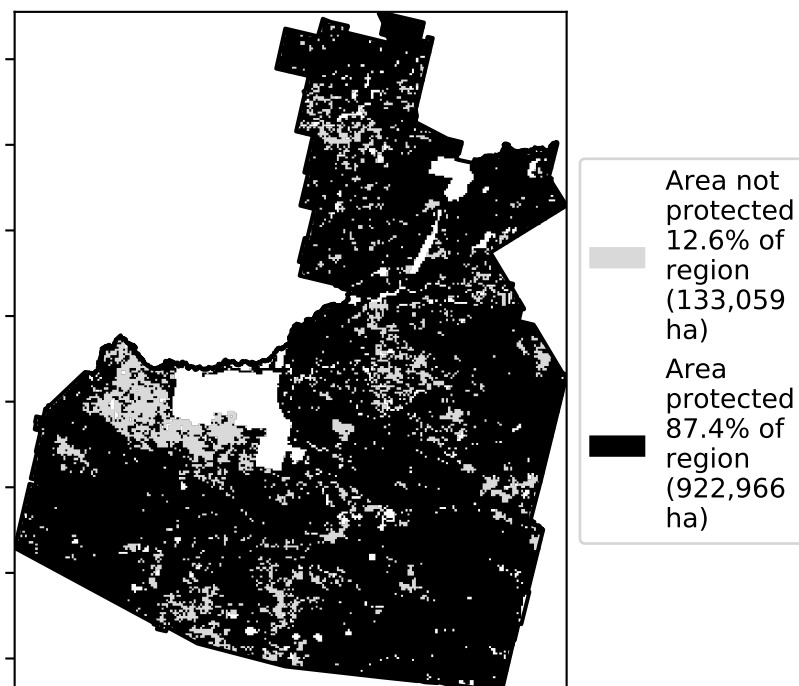 Area not
protected
12.6% of
region
(133,059
ha)
Area
protected
87.4% of
region
(922,966
ha)